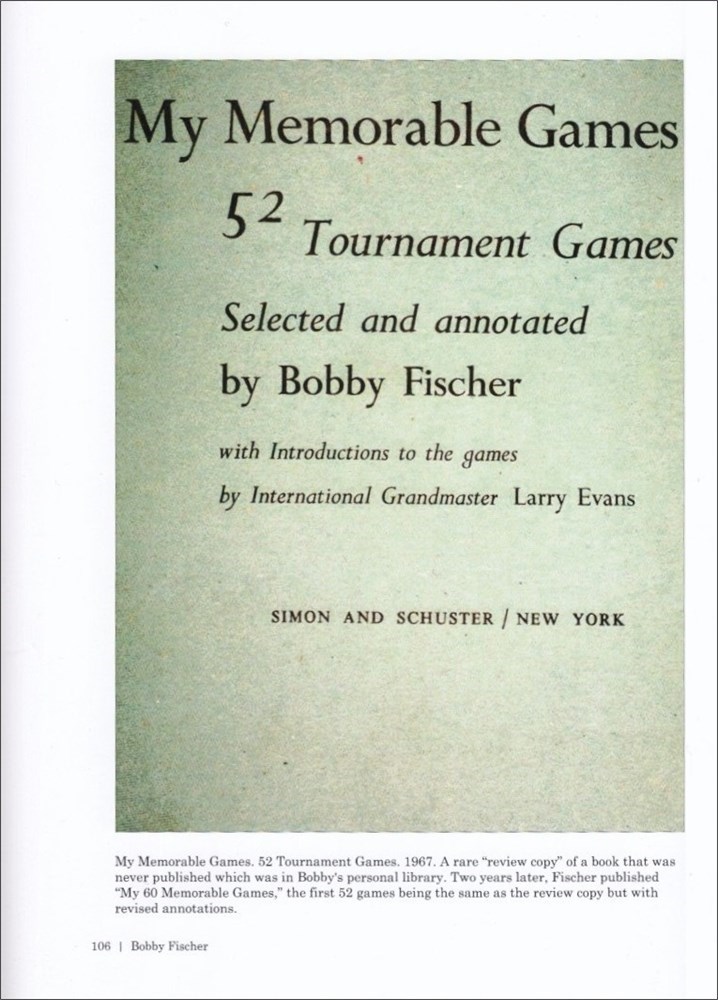 My Memorable Games
52 Tournament Games
Selected and annotated
by Bobby Fischer
with Introductions to the games
by International Grandmaster Larry Evans
SIMON AND SCHUSTER / NEW YORK
My Memorable Games. 52 Tournament Games. 1967. A rare “review copy” of a book that was
never published which was in Bobby's personal library. Two years later, Fischer published
“My 60 Memorable Games,” the first 52 games being the same as the review copy but with
revised annotations.
106 | Bobby Fischer